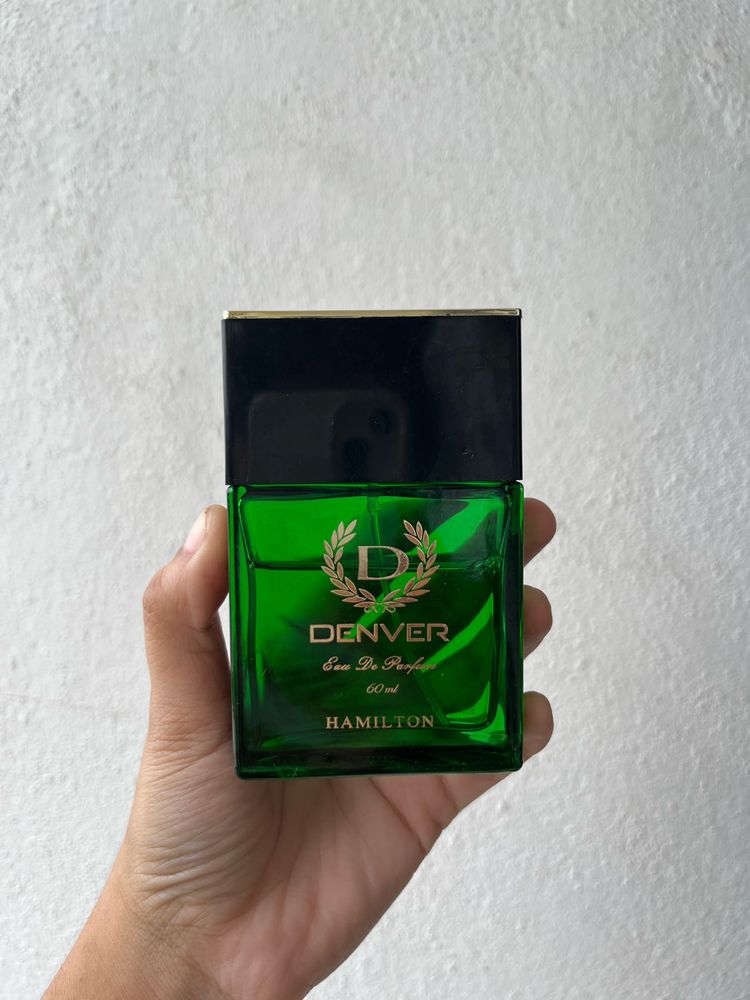 D
DENVER
Eau De Parfum
60 ml
HAMILTON